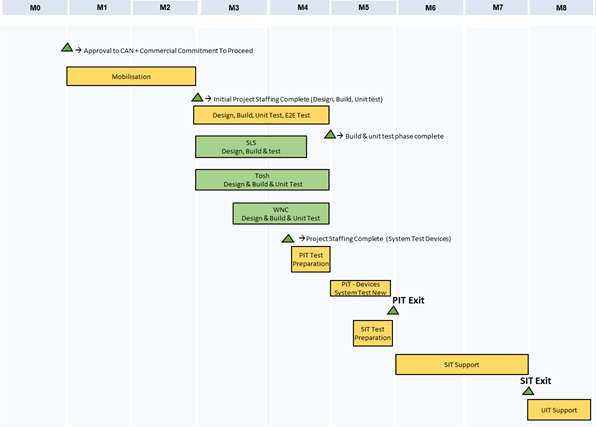 M0 M1 M2 M3 M4 M5 M6 M7 M8
→ Approval to CAN + Commercial Commitment To Proceed
Mobilisation
→ Initial Project Staffing Complete (Design, Build, Unit test)
Design, Build, Unit Test, E2E Test
→ Build & unit test phase complete
SLS
Design, Build & test
Tosh
Design & Build & Unit Test
WNC
Design & Build & Unit Test
→Project Staffing Complete (System Test Devices)
PIT Test
Preparation
PIT - Devices
System Test New
PIT Exit
SIT Test
Preparation
SIT Support
SIT Exit
UIT Support